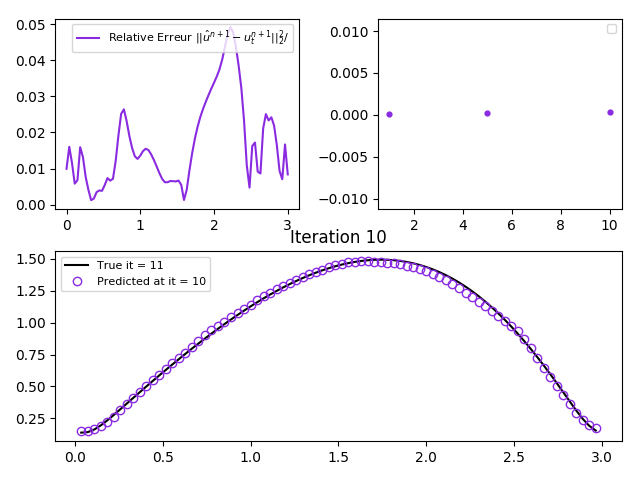 0.05
0.04
0.03
0.02
0.01
0.00
Relative Erreur $||\hat{u}^{n+1} - u_t^{n+1}||_2^2/$
0 1 2 3
0.010
0.005
0.000
−0.005
−0.010
2 4 6 8 10
Iteration 10
1.50
1.25
1.00
0.75
0.50
0.25
True it = 11
Predicted at it = 10
0.0 0.5 1.0 1.5 2.0 2.5 3.0